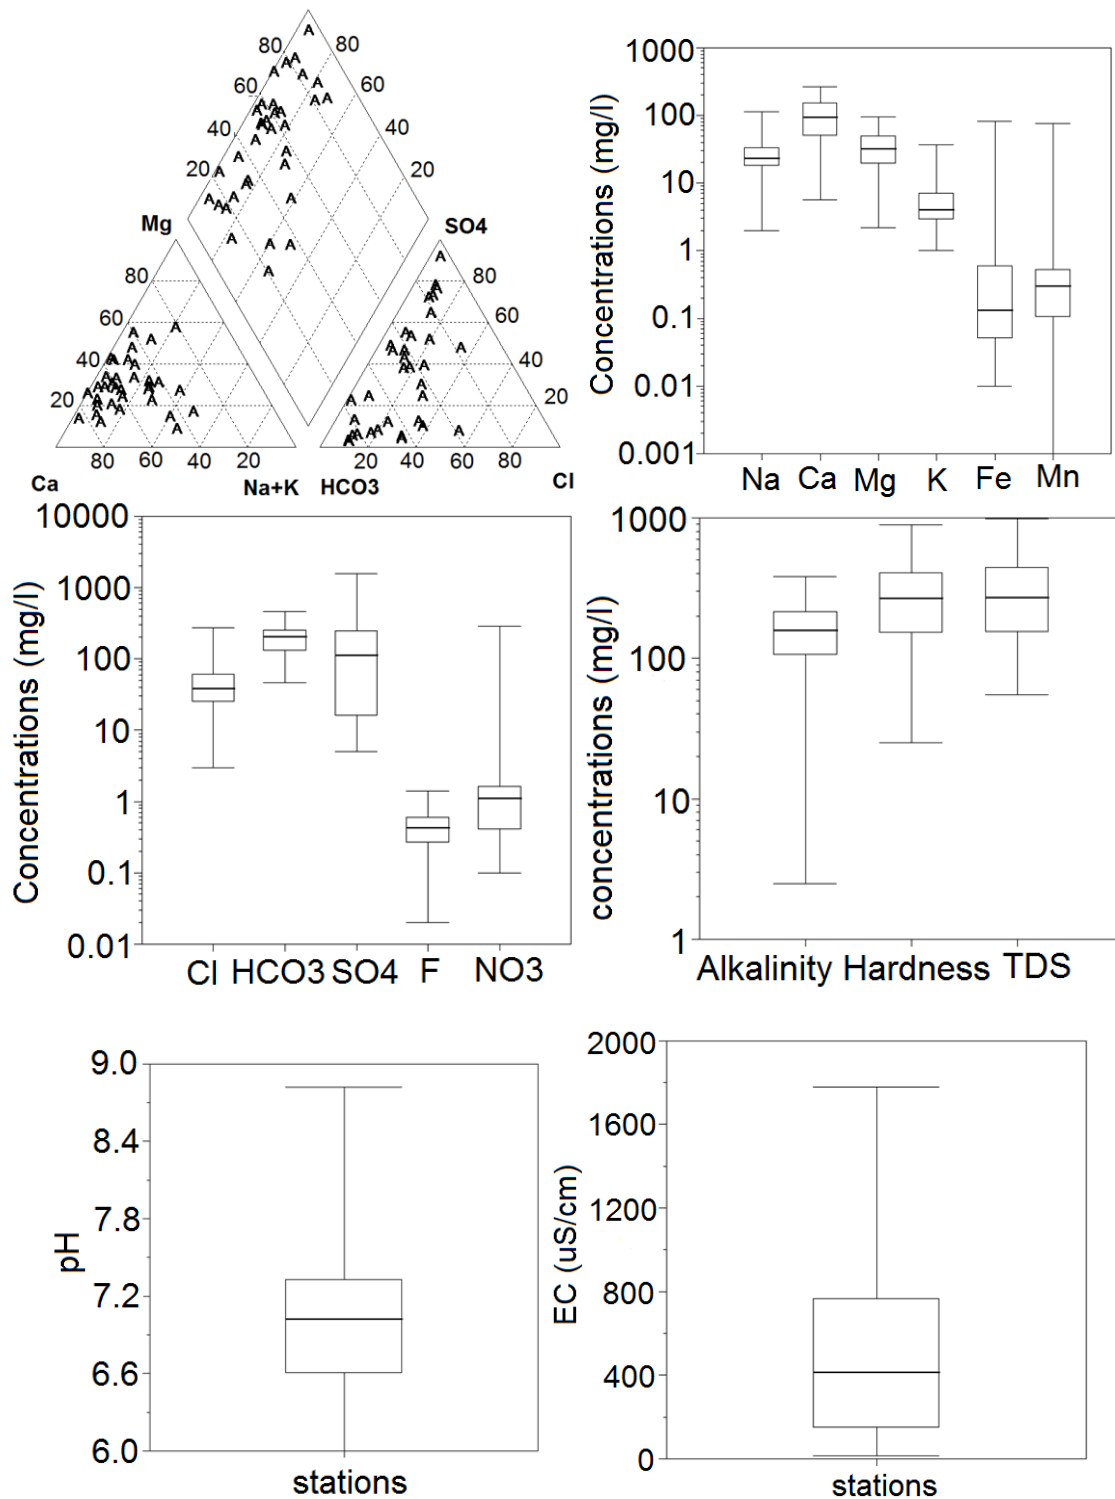 80 80
60 60
40 40
20 20
Mg SO4
80 80
60 60
40 40
20 20
80 60 40 20 20 40 60 80
Ca Na+K HCO3 Cl
Concentrations (mg/l)
1000
100
10
1
0.1
0.01
0.001
Na Ca Mg K Fe Mn
Concentrations (mg/l)
10000
1000
100
10
1
0.1
0.01
Cl HCO3 SO4 F NO3
concentrations (mg/l)
1000
100
10
1
Alkalinity Hardness TDS
pH
9.0
8.4
7.8
7.2
6.6
6.0
stations
EC (uS/cm)
2000
1600
1200
800
400
0
stations